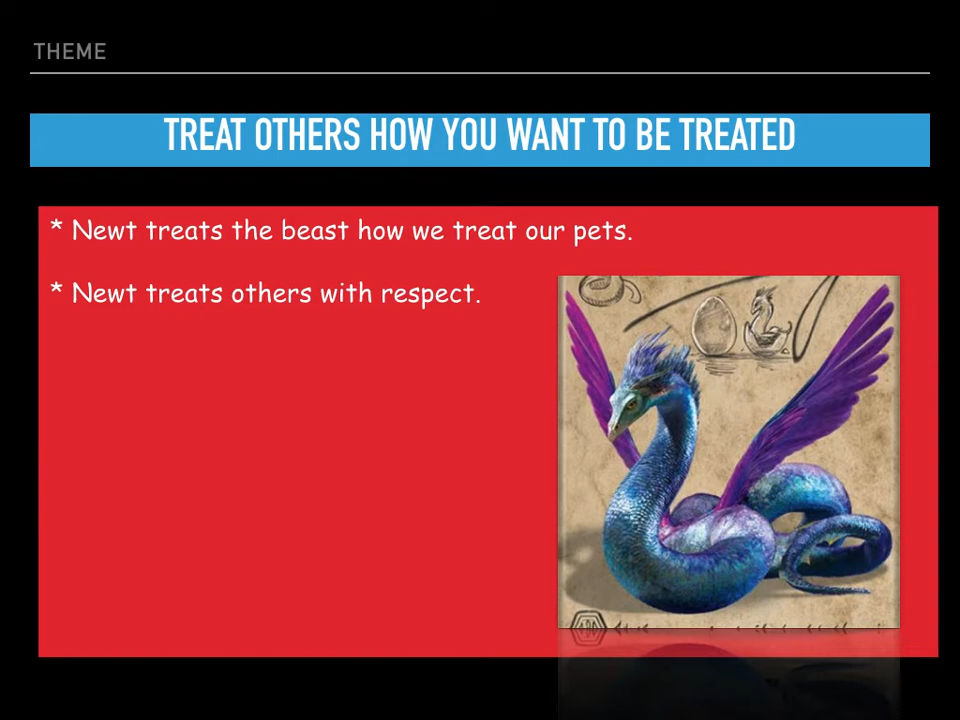 THEME
TREAT OTHERS HOW YOU WANT TO BE TREATED
* Newt treats the beast how we treat our pets.
* Newt treats others with respect.